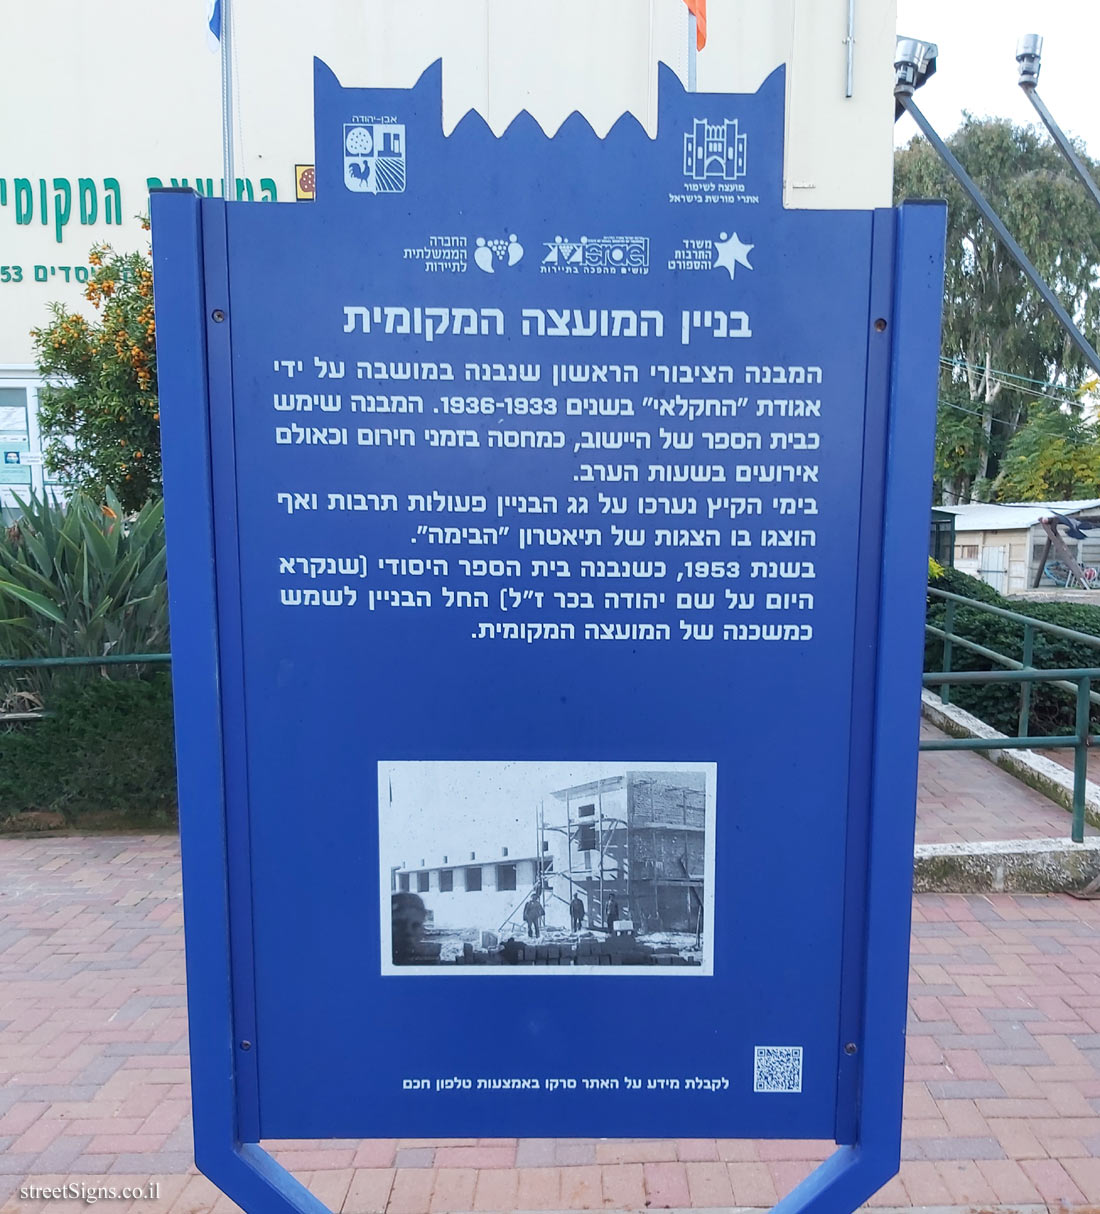 אבן-יהודה
מועצה לשימור
אתרי מורשת בישראל
המועצה המקומי
יסדים 53
משרד
התרבות
והספורט
israel
עושים מהפכה בתיירות
החברה
הממשלתית
לתיירות
בניין המועצה המקומית
המבנה הציבורי הראשון שנבנה במושבה על ידי
אגודת "החקלאי" בשנים 1936-1933. המבנה שימש
כבית הספר של היישוב, כמחסה בזמני חירום וכאולם
אירועים בשעות הערב.
בימי הקיץ נערכו על גג הבניין פעולות תרבות ואף
הוצגו בו הצגות של תיאטרון "הבימה".
בשנת 1953, כשנבנה בית הספר היסודי (שנקרא
היום על שם יהודה בכר ז"ל) החל הבניין לשמש
כמשכנה של המועצה המקומית.
לקבלת מידע על האתר סרקו באמצעות טלפון חכם
streetSigns.co.il